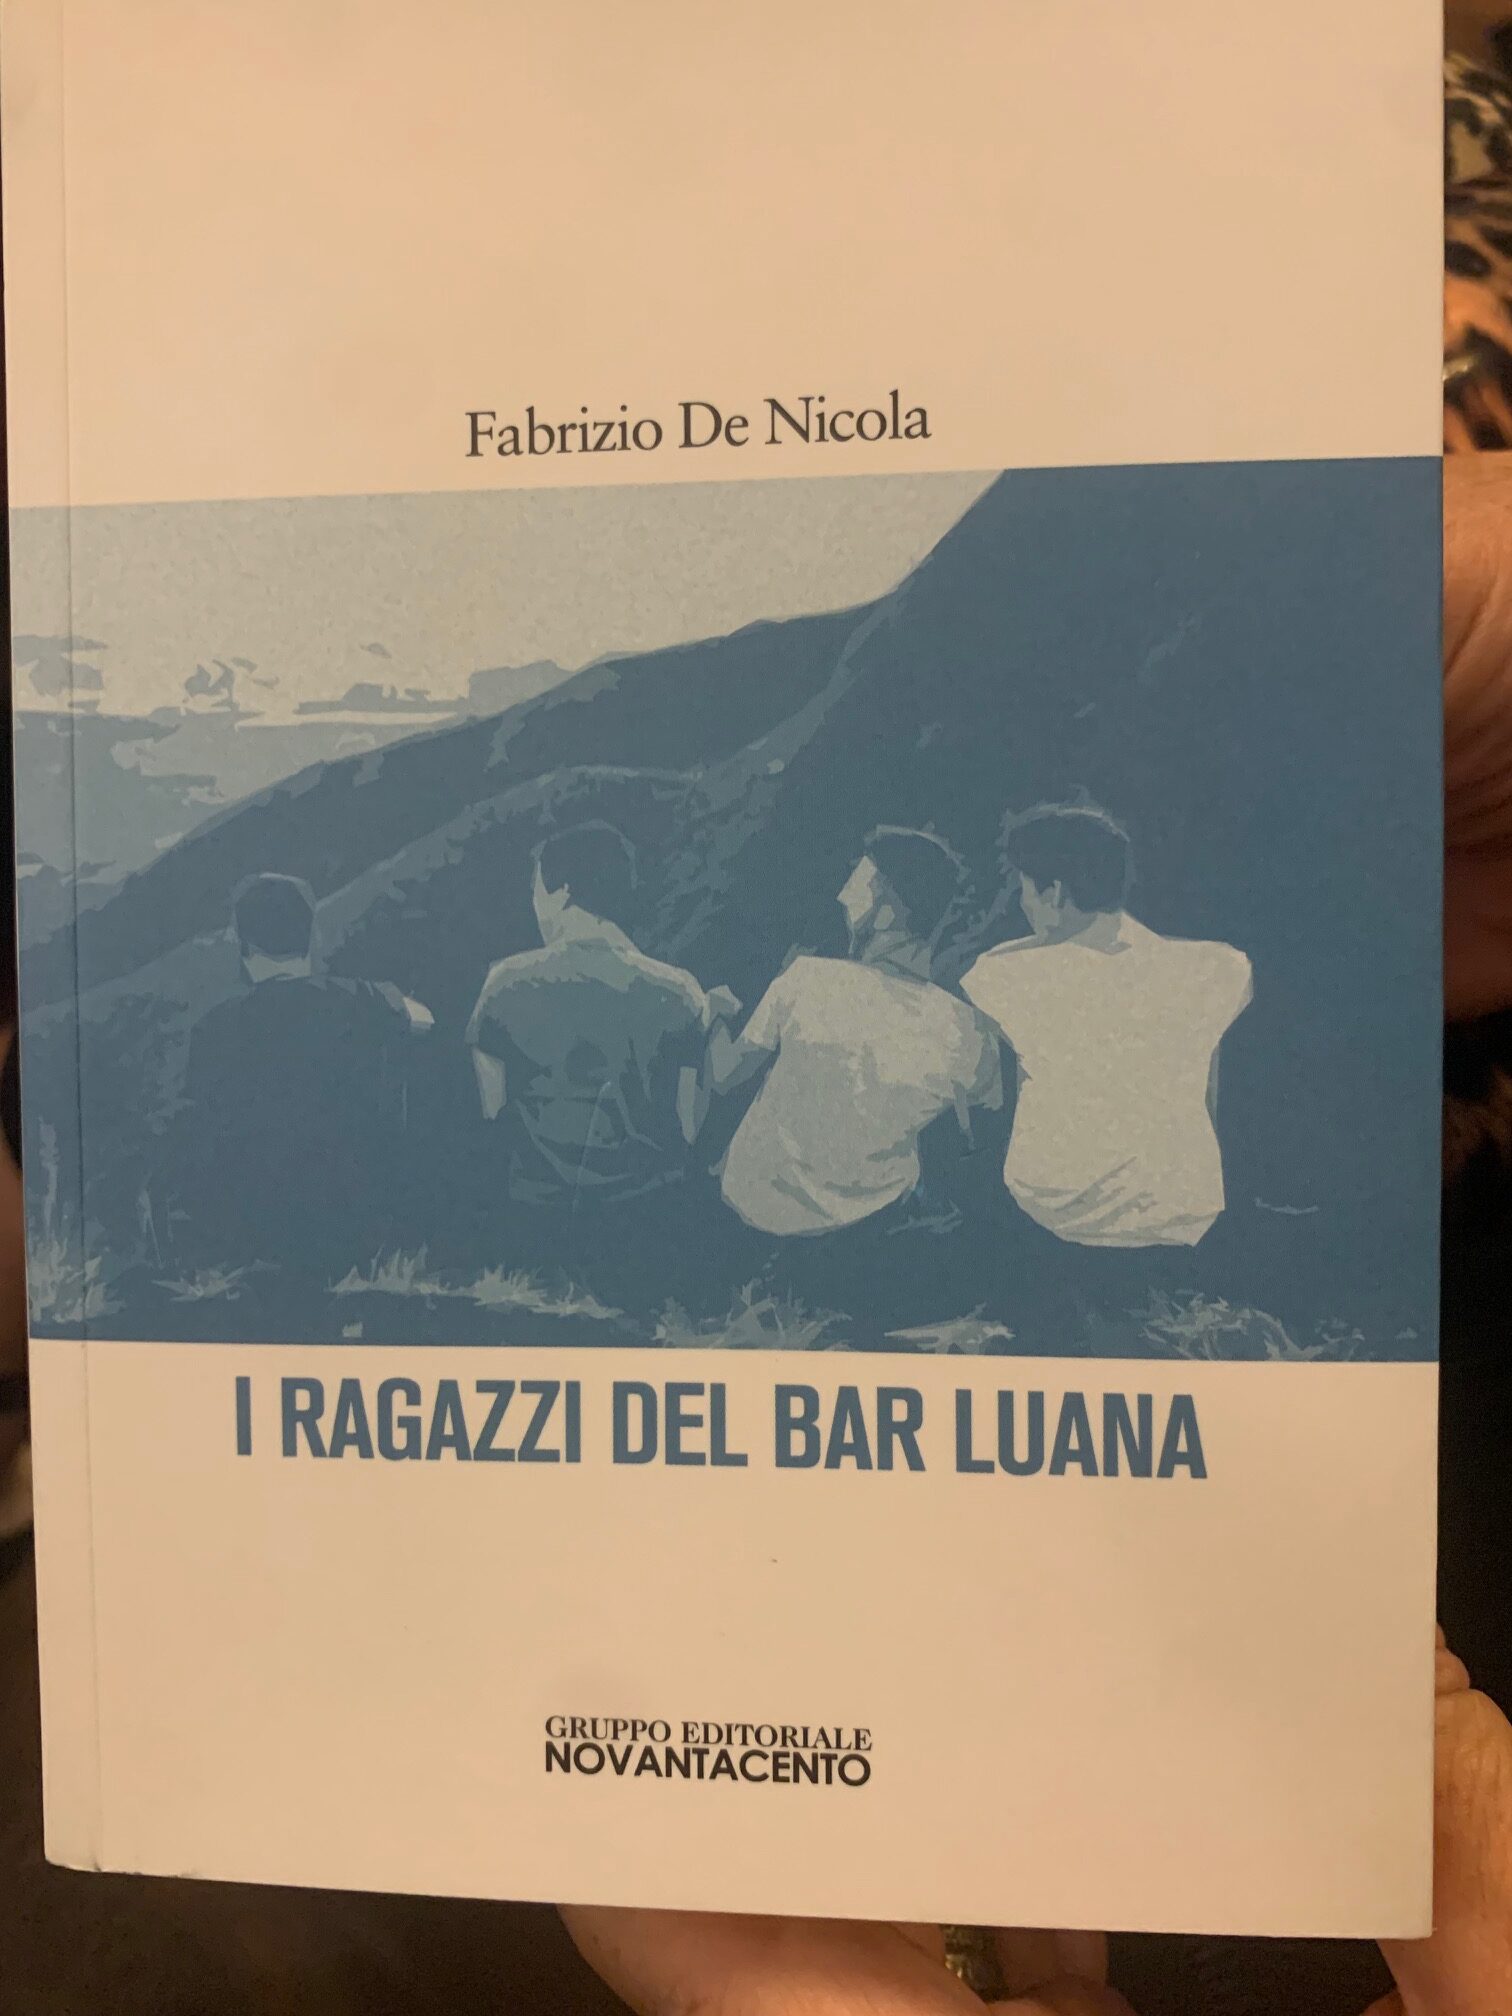 Fabrizio De Nicola
I RAGAZZI DEL BAR LUANA
GRUPPO EDITORIALE
NOVANTACENTO